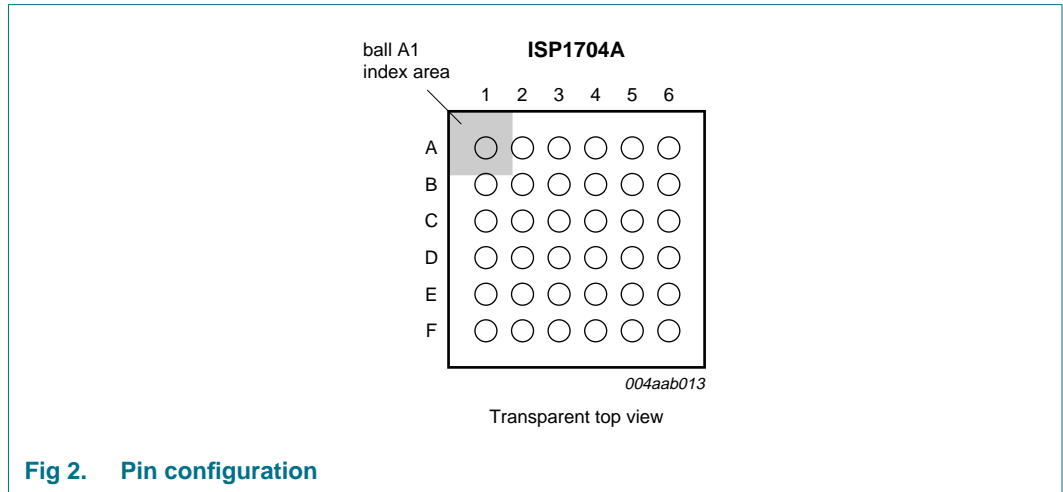 ball A1
index area
ISP1704A
1 2 3 4 5 6
A
B
C
D
E
F
004aab013
Transparent top view
Fig 2. Pin configuration